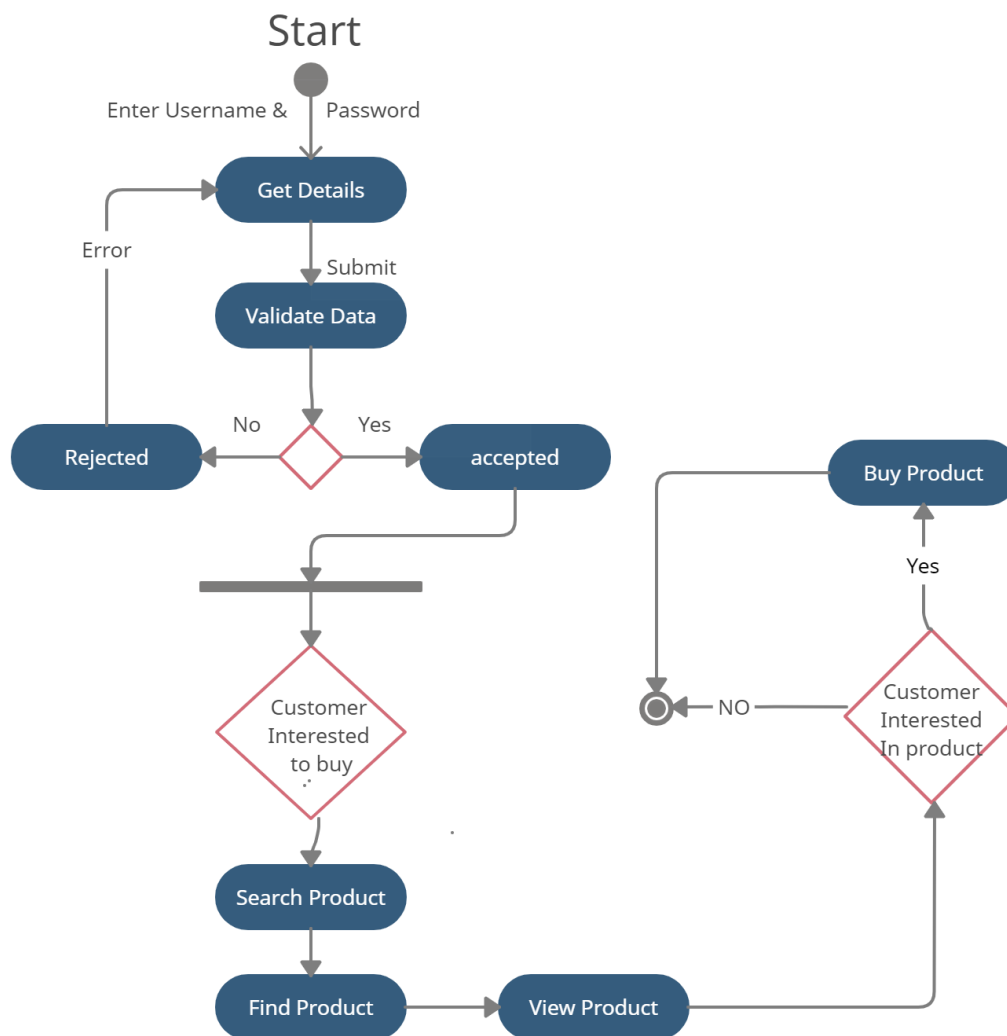 Start
Enter Username &
Password
Get Details
Error
Submit
Validate Data
No
Yes
Rejected
accepted
Buy Product
Yes
Customer
Interested
to buy
Customer
Interested
In product
NO
Search Product
Find Product
View Product